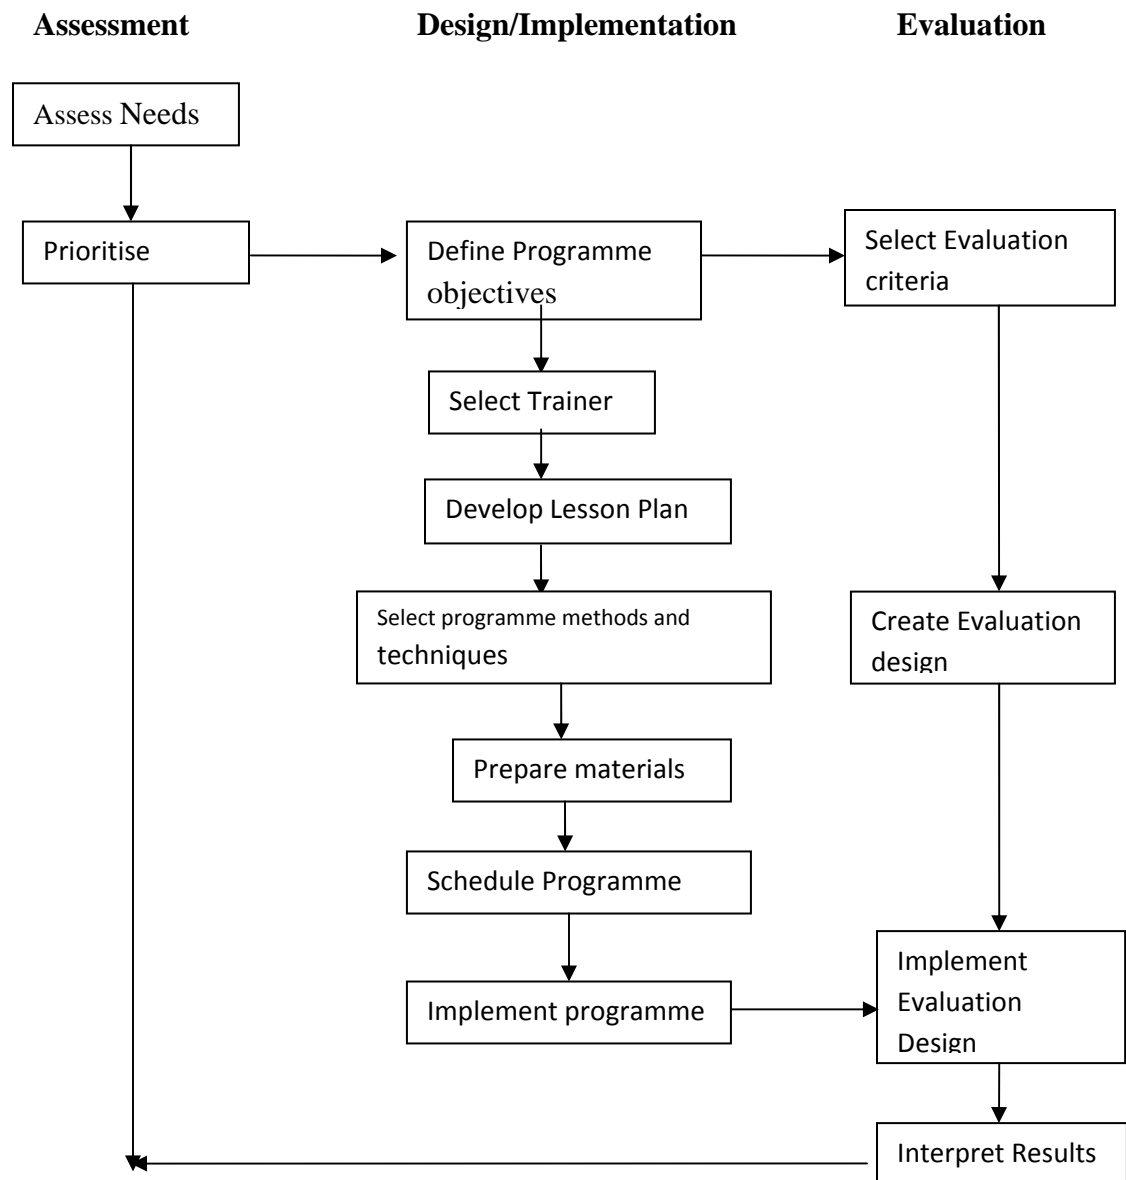 Assessment
Design/Implementation
Evaluation
Assess Needs
Prioritise
Define Programme
objectives
Select Evaluation
criteria
Select Trainer
Develop Lesson Plan
Select programme methods and
techniques
Create Evaluation
design
Prepare materials
Schedule Programme
Implement programme
Implement
Evaluation
Design
Interpret Results